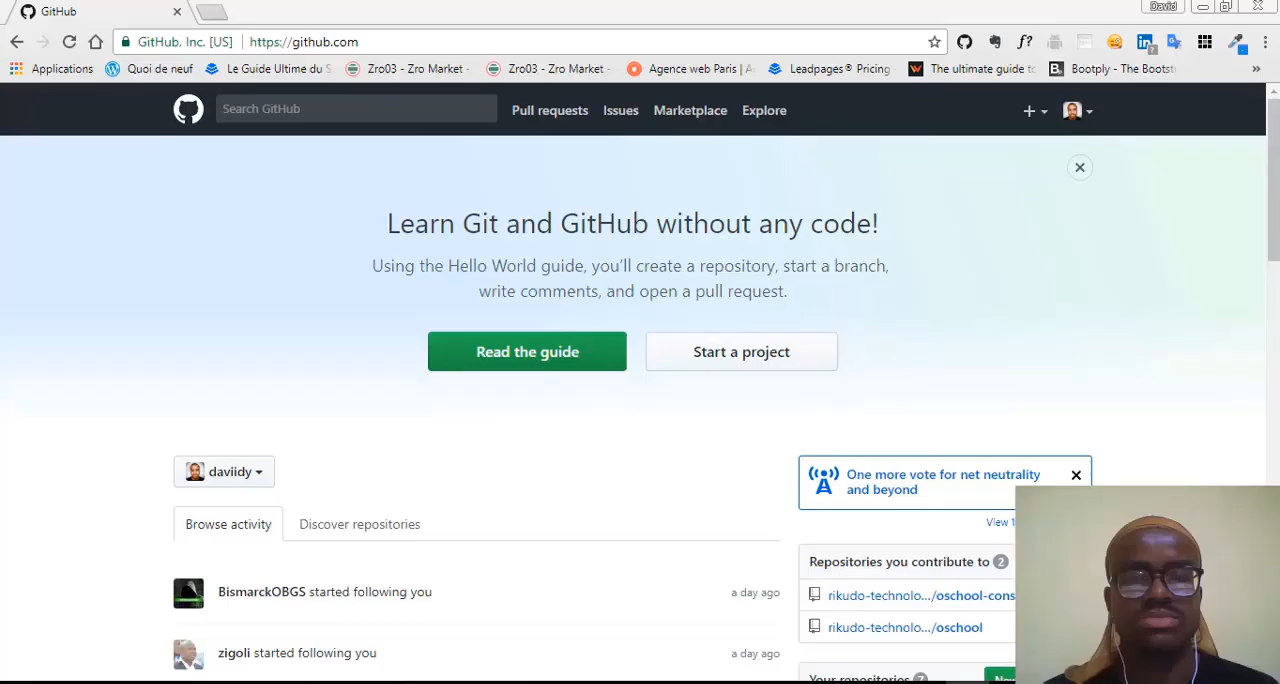 GitHub
David
GitHub, Inc. [US] https://github.com
f?
Applications Quoi de neuf Le Guide Ultime du S Zro03 - Zro Market - Zro03 - Zro Market - Agence web Paris | A Leadpages® Pricing The ultimate guide to Bootply - The Bootst »
Search GitHub Pull requests Issues Marketplace Explore
Learn Git and GitHub without any code!
Using the Hello World guide, you'll create a repository, start a branch,
write comments, and open a pull request.
Read the guide Start a project
daviidy
One more vote for net neutrality
and beyond
Browse activity Discover repositories
View 1
BismarckOBGS started following you a day ago
zigoli started following you a day ago
Repositories you contribute to 2
rikudo-technolo.../oschool-cons
rikudo-technolo.../oschool
Your repositories 7